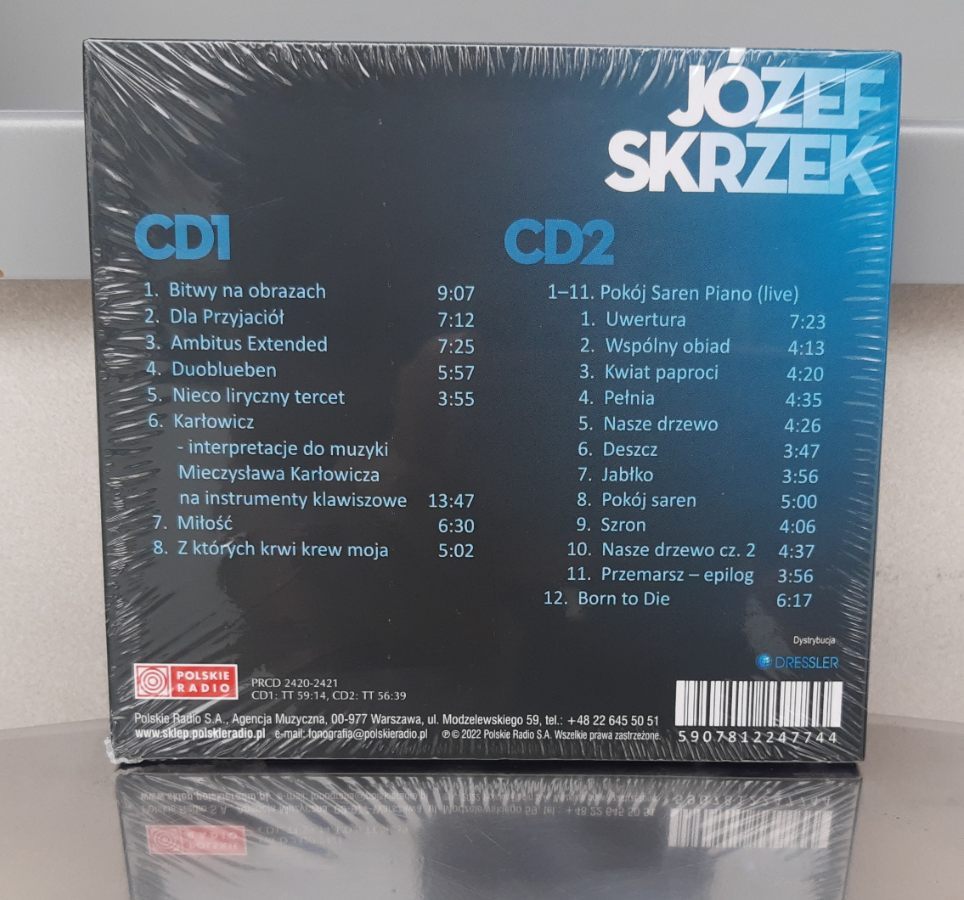 JÓZEF
SKRZEK
CD1
1. Bitwy na obrazach 9:07
2. Dla Przyjaciół 7:12
3. Ambitus Extended 7:25
4. Duoblueben 5:57
5. Nieco liryczny tercet 3:55
6. Karłowicz
- interpretacje do muzyki
Mieczysława Karłowicza
na instrumenty klawiszowe 13:47
7. Miłość 6:30
8. Z których krwi krew moja 5:02
CD2
1–11. Pokój Saren Piano (live)
1. Uwertura 7:23
2. Wspólny obiad 4:13
3. Kwiat paproci 4:20
4. Pełnia 4:35
5. Nasze drzewo 4:26
6. Deszcz 3:47
7. Jabłko 3:56
8. Pokój saren 5:00
9. Szron 4:06
10. Nasze drzewo cz. 2 4:37
11. Przemarsz – epilog 3:56
12. Born to Die 6:17
Dystrybucja
DRESSLER
POLSKIE
RADIO
PRCD 2420-2421
CD1: TT 59:14, CD2: TT 56:39
Polskie Radio S.A., Agencja Muzyczna, 00-977 Warszawa, ul. Modzelewskiego 59, tel.: +48 22 645 50 51
www.sklep.polskieradio.pl e-mail: fonografia@polskieradio.pl ℗ © 2022 Polskie Radio S.A. Wszelkie prawa zastrzeżone.
5907812247744